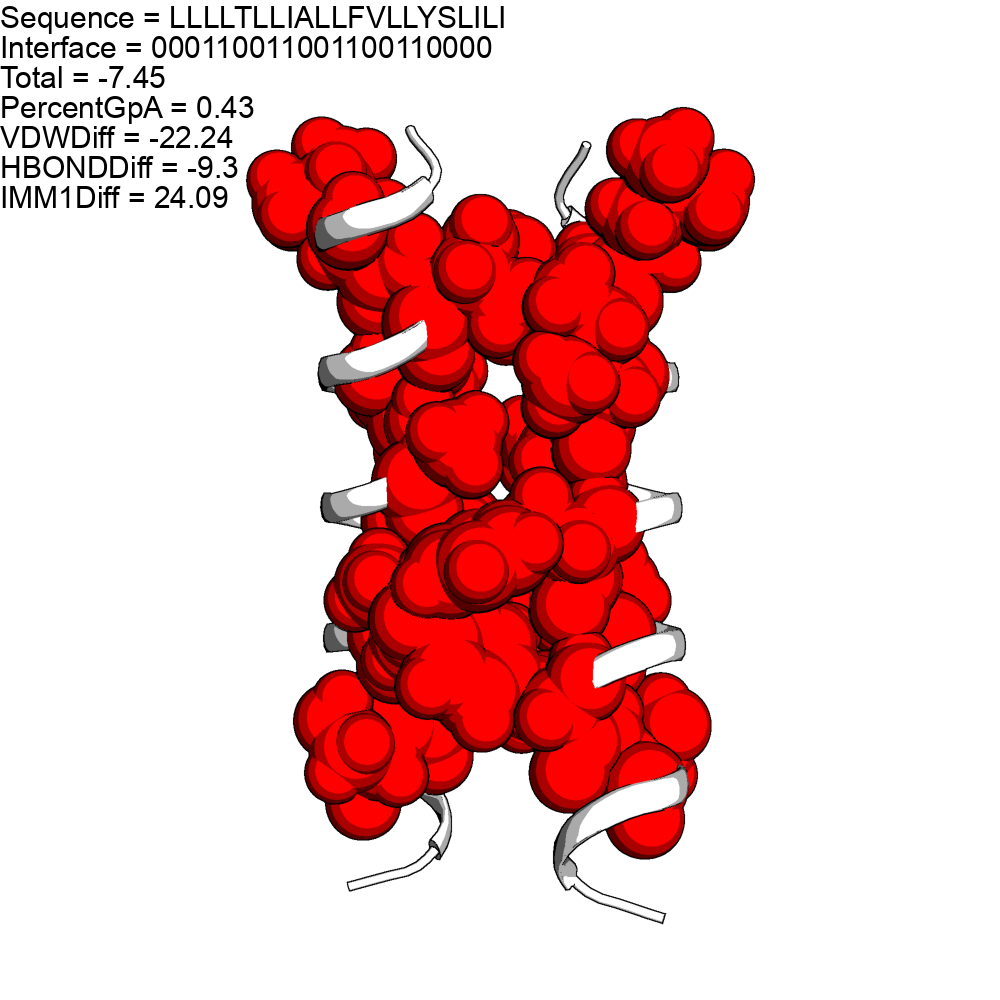 Sequence = LLLLTLLIALLFVLLYSLILI
Interface = 000110011001100110000
Total = -7.45
PercentGpA = 0.43
VDWDiff = -22.24
HBONDDiff = -9.3
IMM1Diff = 24.09